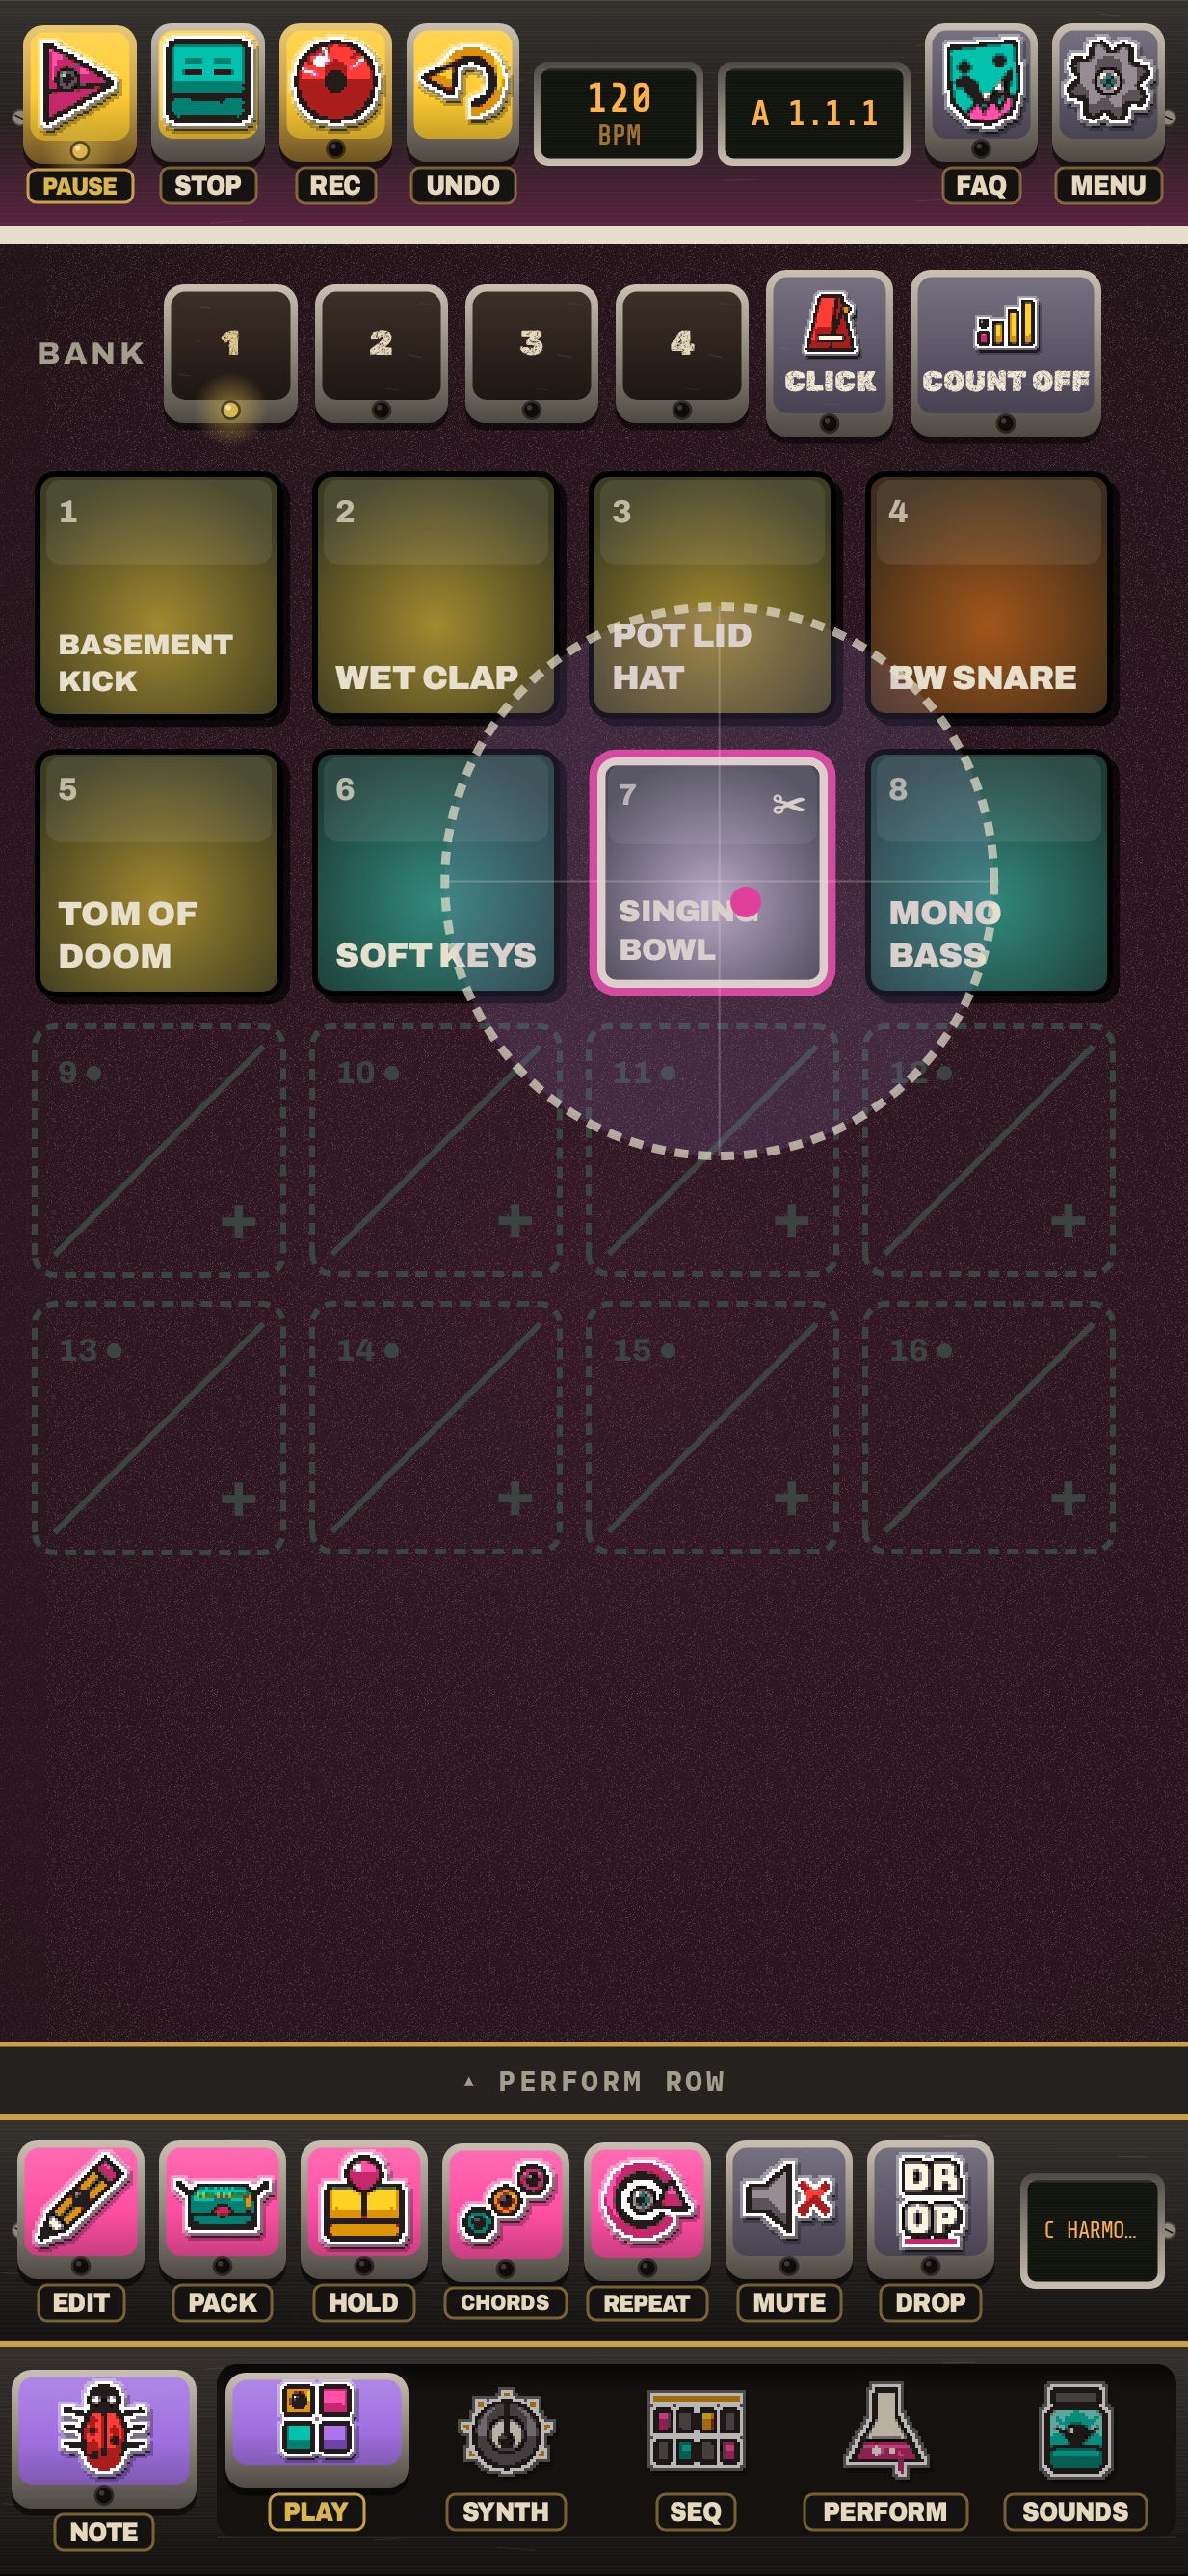 120
BPM
A 1.1.1
PAUSE
STOP
REC
UNDO
FAQ
MENU
BANK
1
2
3
4
CLICK
COUNT OFF
1
BASEMENT
KICK
2
WET CLAP
3
POT LID
HAT
4
BW SNARE
5
TOM OF
DOOM
6
SOFT KEYS
7
SINGING
BOWL
8
MONO
BASS
9
10
11
12
13
14
15
16
PERFORM ROW
DR
OP
C HARMO…
EDIT
PACK
HOLD
CHORDS
REPEAT
MUTE
DROP
NOTE
PLAY
SYNTH
SEQ
PERFORM
SOUNDS